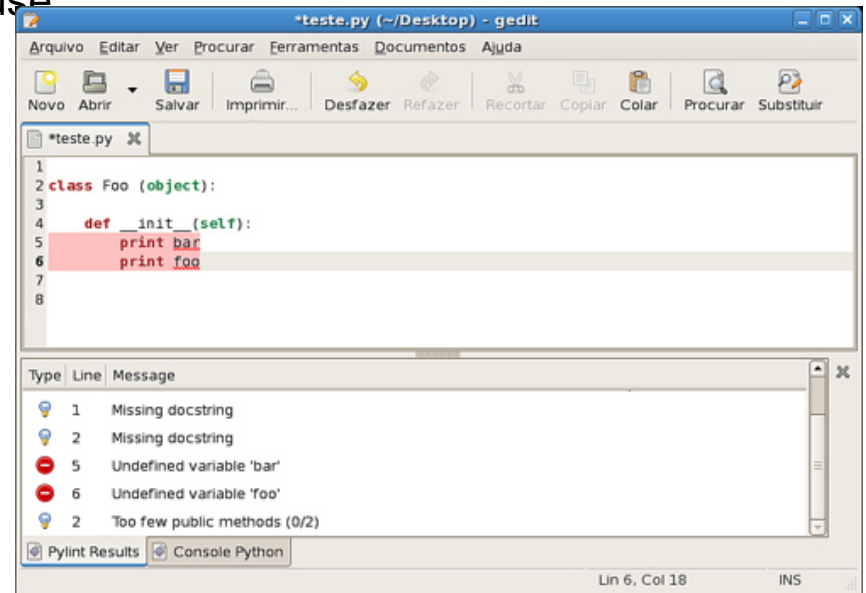 use
*teste.py (~/Desktop) - gedit
Arquivo Editar Ver Procurar Ferramentas Documentos Ajuda
Novo Abrir Salvar Imprimir... Desfazer Refazer Recortar Copiar Colar Procurar Substituir
*teste.py
1
2 class Foo (object):
3
4 def __init__(self):
5 print bar
6 print foo
7
8
Type Line Message
1 Missing docstring
2 Missing docstring
5 Undefined variable 'bar'
6 Undefined variable 'foo'
2 Too few public methods (0/2)
Pylint Results Console Python
Lin 6, Col 18 INS